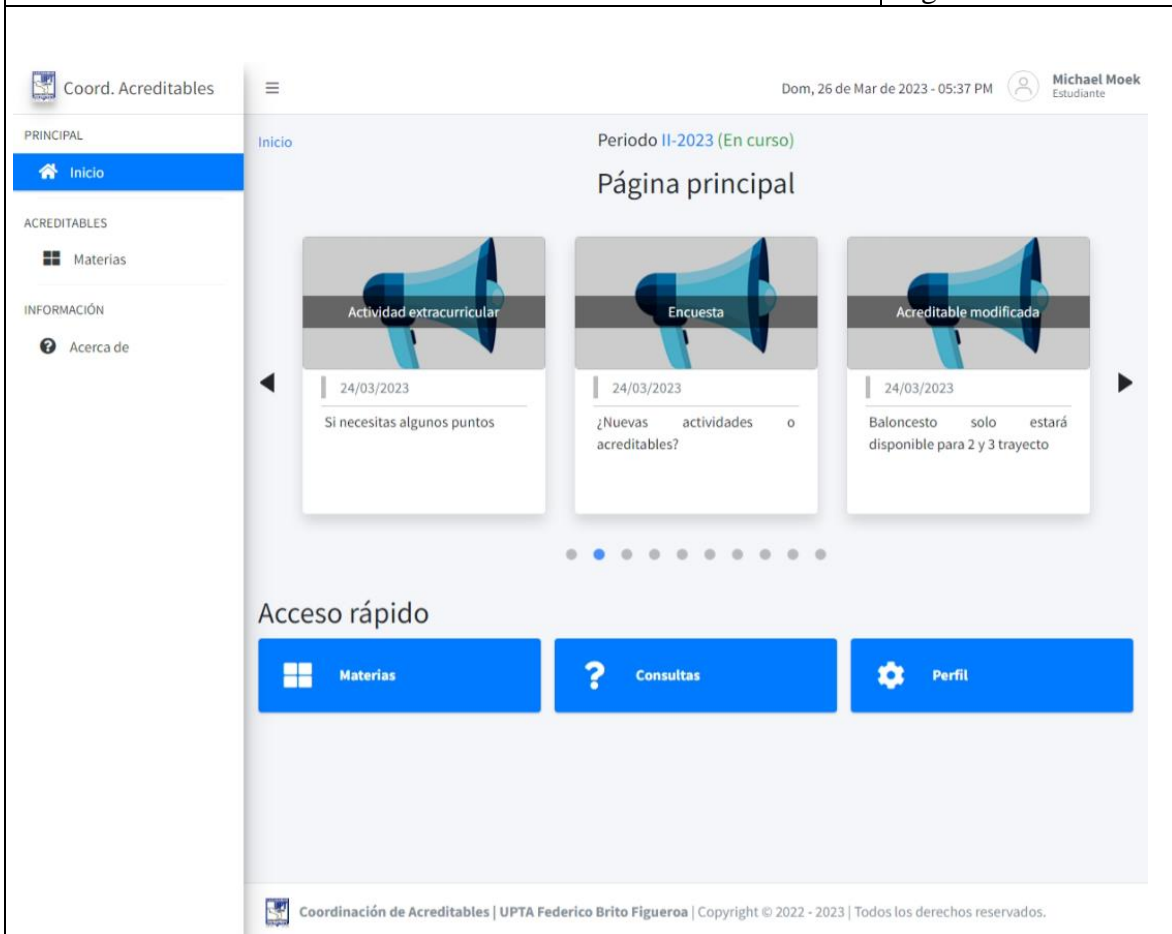 Coord. Acreditables
Dom, 26 de Mar de 2023 - 05:37 PM
Michael Moek
Estudiante
PRINCIPAL
Inicio
ACREDITABLES
Materias
INFORMACIÓN
Acerca de
Inicio
Periodo II-2023 (En curso)
Página principal
Actividad extracurricular
24/03/2023
Si necesitas algunos puntos
Encuesta
24/03/2023
¿Nuevas actividades o
acreditables?
Acreditable modificada
24/03/2023
Baloncesto solo estará
disponible para 2 y 3 trayecto
Acceso rápido
Materias
Consultas
Perfil
Coordinación de Acreditables | UPTA Federico Brito Figueroa | Copyright © 2022 - 2023 | Todos los derechos reservados.